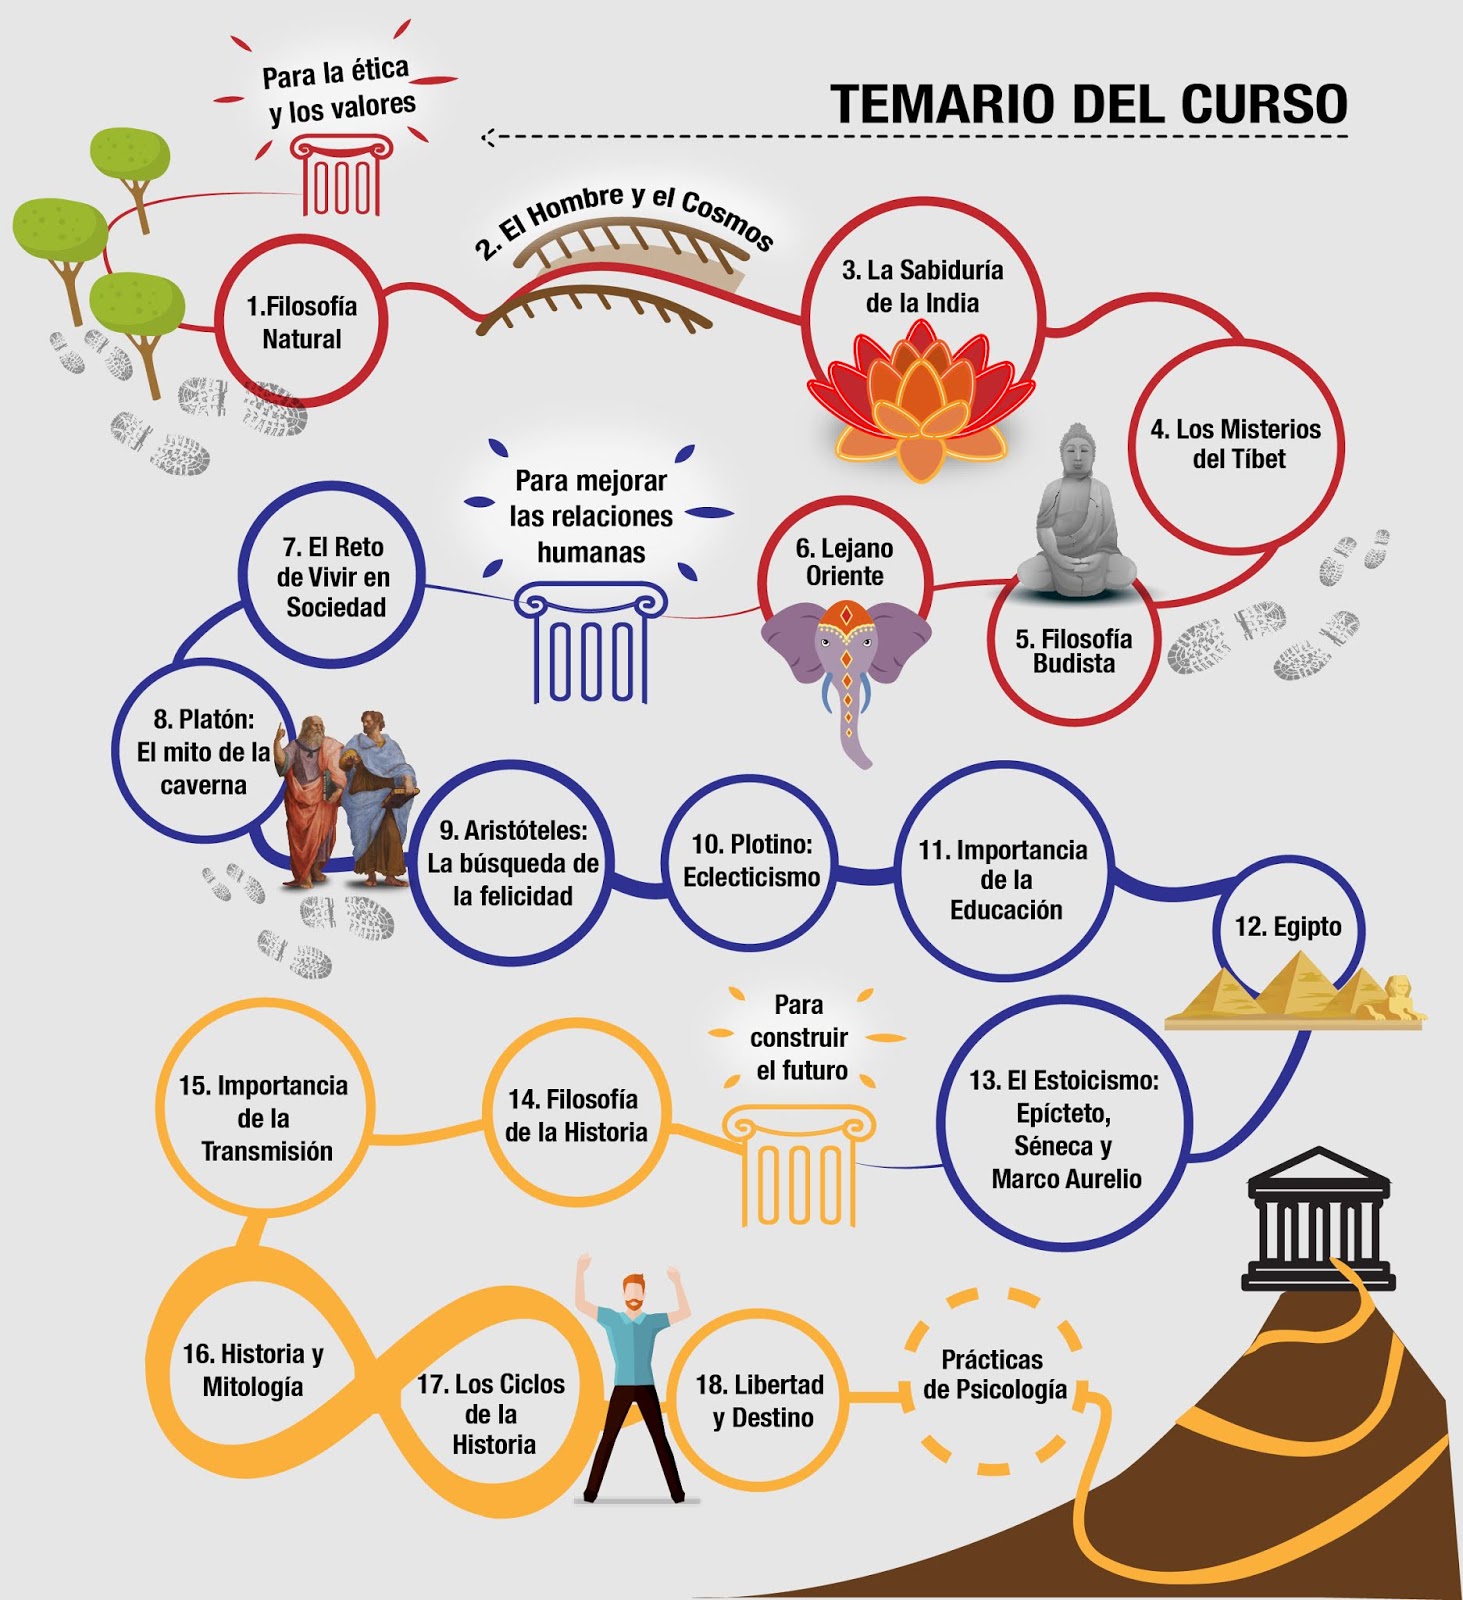 TEMARIO DEL CURSO
Para la ética
y los valores
1.Filosofía
Natural
2. El Hombre y el Cosmos
3. La Sabiduría
de la India
4. Los Misterios
del Tíbet
5. Filosofía
Budista
6. Lejano
Oriente
Para mejorar
las relaciones
humanas
7. El Reto
de Vivir en
Sociedad
8. Platón:
El mito de la
caverna
9. Aristóteles:
La búsqueda de
la felicidad
10. Plotino:
Eclecticismo
11. Importancia
de la
Educación
12. Egipto
13. El Estoicismo:
Epícteto,
Séneca y
Marco Aurelio
Para
construir
el futuro
14. Filosofía
de la Historia
15. Importancia
de la
Transmisión
16. Historia y
Mitología
17. Los Ciclos
de la
Historia
18. Libertad
y Destino
Prácticas
de Psicología